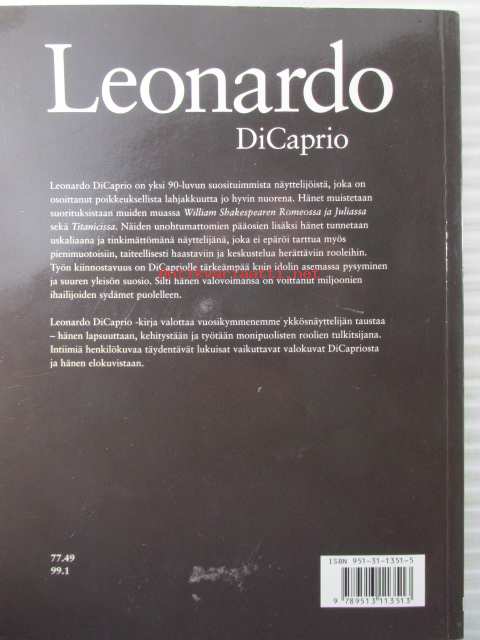 Leonardo
DiCaprio
Leonardo DiCaprio on yksi 90-luvun suosituimmista näyttelijöistä, joka on
osoittanut poikkeuksellista lahjakkuutta jo hyvin nuorena. Hänet muistetaan
suorituksistaan muiden muassa William Shakespearen Romeossa ja Juliassa
sekä Titanicissa. Näiden unohtumattomien pääosien lisäksi hänet tunnetaan
uskaliaana ja tinkimättömänä näyttelijänä, joka ei epäröi tarttua myös
pienimuotoisiin, taiteellisesti haastaviin ja keskustelua herättäviin rooleihin.
Työn kiinnostavuus on DiCapriolle tärkeämpää kuin idolin asemassa pysyminen
ja suuren yleisön suosio. Silti hänen valovoimansa on voittanut miljoonien
ihailijoiden sydämet puolelleen.
Leonardo DiCaprio -kirja valottaa vuosikymmenemme ykkösnäyttelijän taustaa
– hänen lapsuuttaan, kehitystään ja työtään monipuolisten roolien tulkitsijana.
Intiimiä henkilökuvaa täydentävät lukuisat vaikuttavat valokuvat DiCapriosta
ja hänen elokuvistaan.
77.49
99.1
ISBN 951-31-1351-5
9 789513 113513